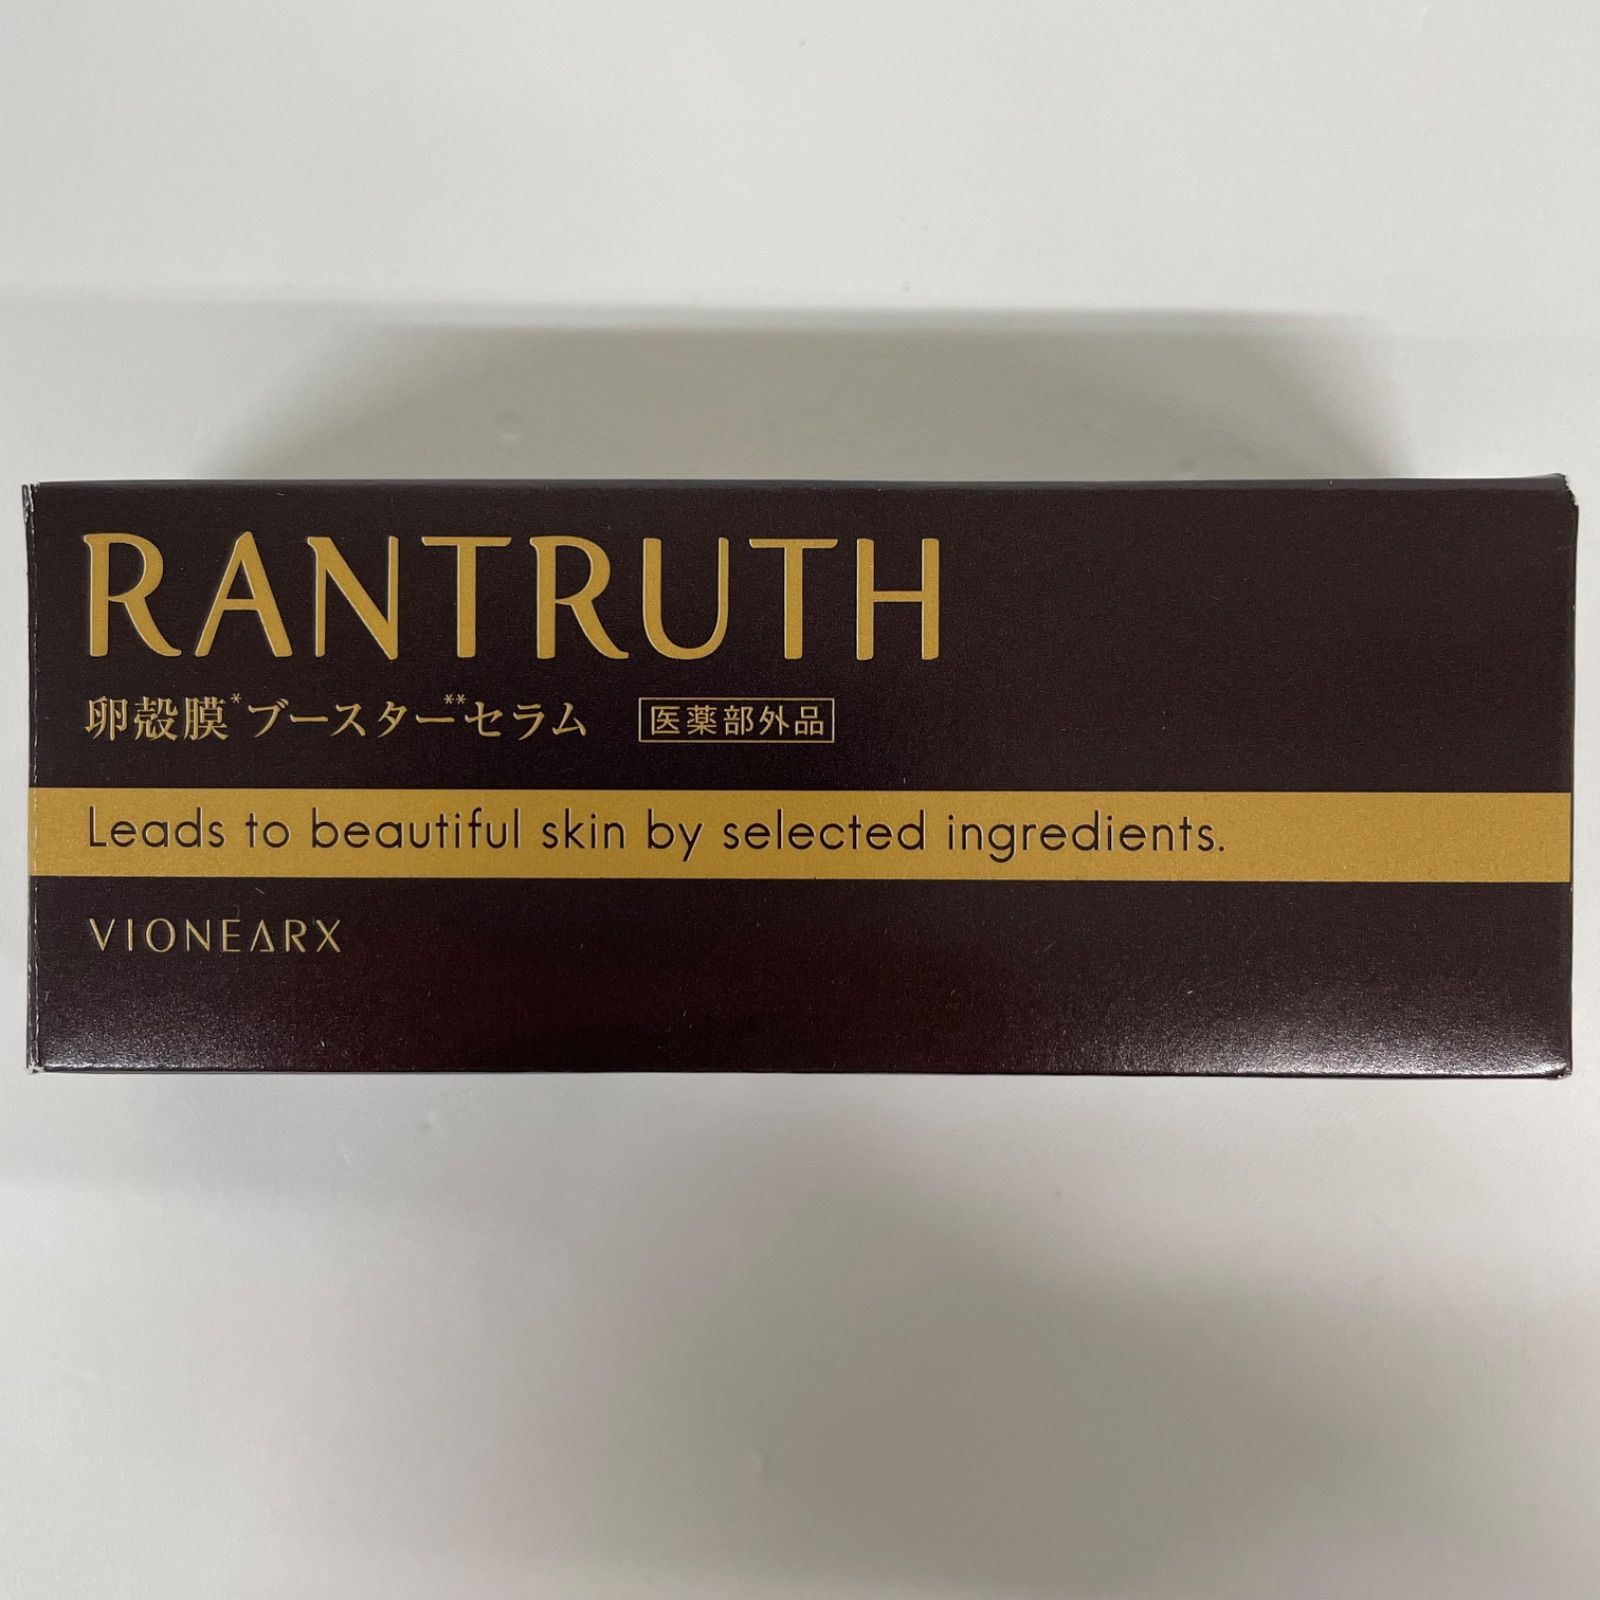 RANTRUTH
卵殻膜*ブースター**セラム 医薬部外品
Leads to beautiful skin by selected ingredients.
VIONEARX